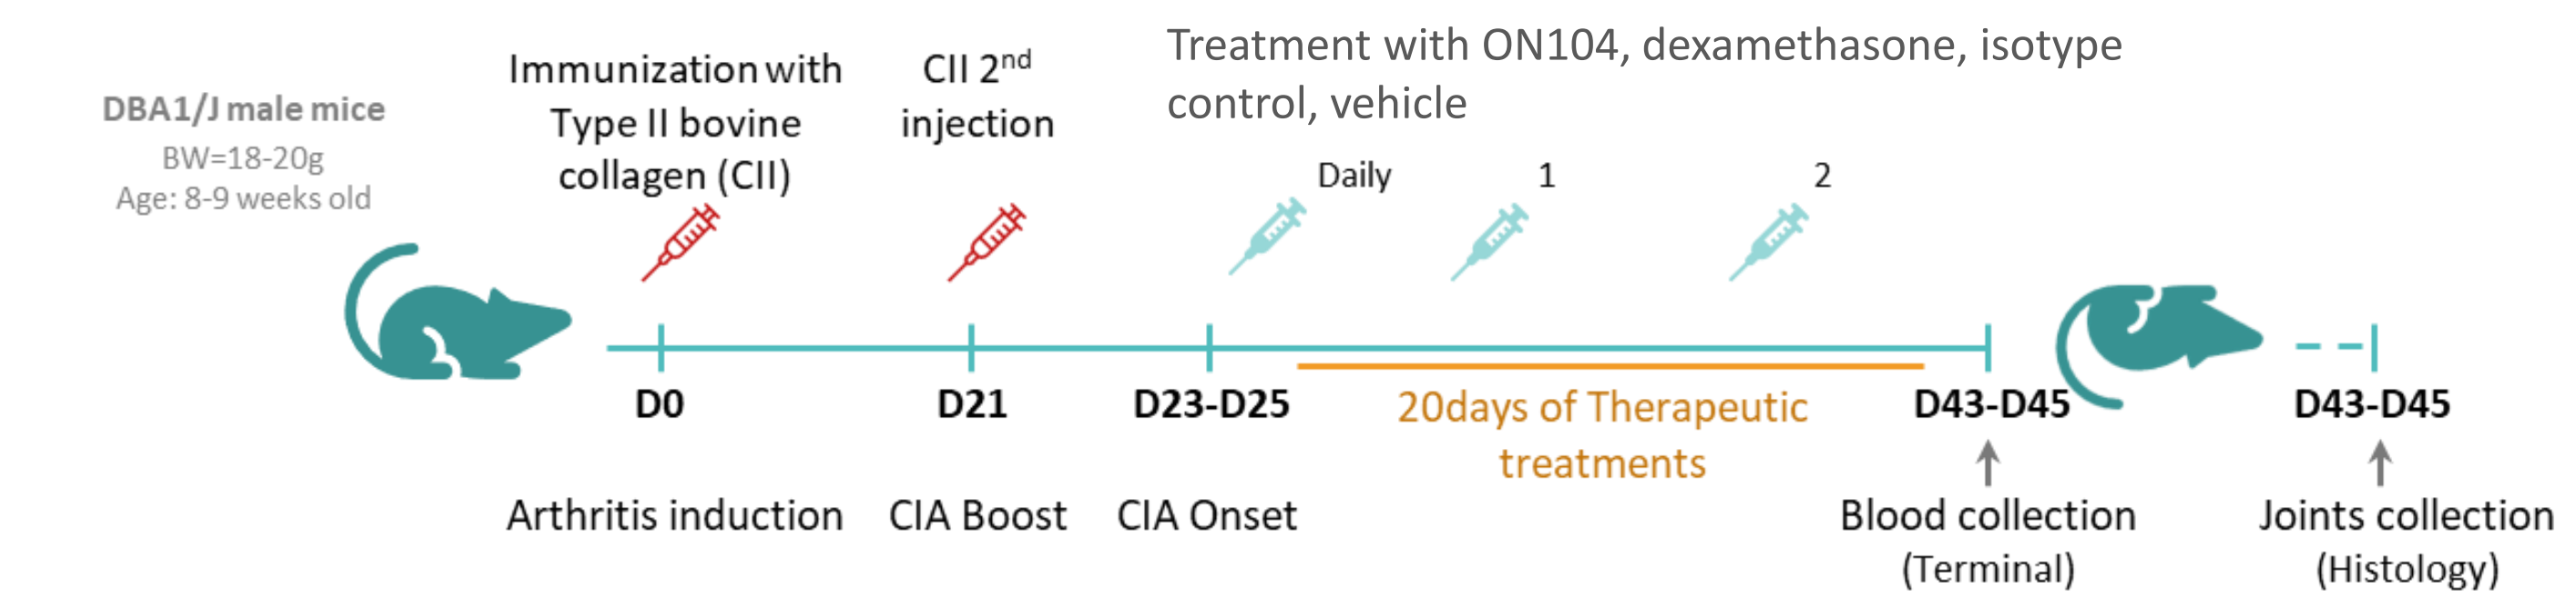 DBA1/J male mice
BW=18-20g
Age: 8-9 weeks old
Immunization with
Type II bovine
collagen (CII)
CII 2nd
injection
Treatment with ON104, dexamethasone, isotype
control, vehicle
Daily
1
2
D0
D21
D23-D25
20days of Therapeutic
treatments
D43-D45
D43-D45
Arthritis induction
CIA Boost
CIA Onset
Blood collection
(Terminal)
Joints collection
(Histology)